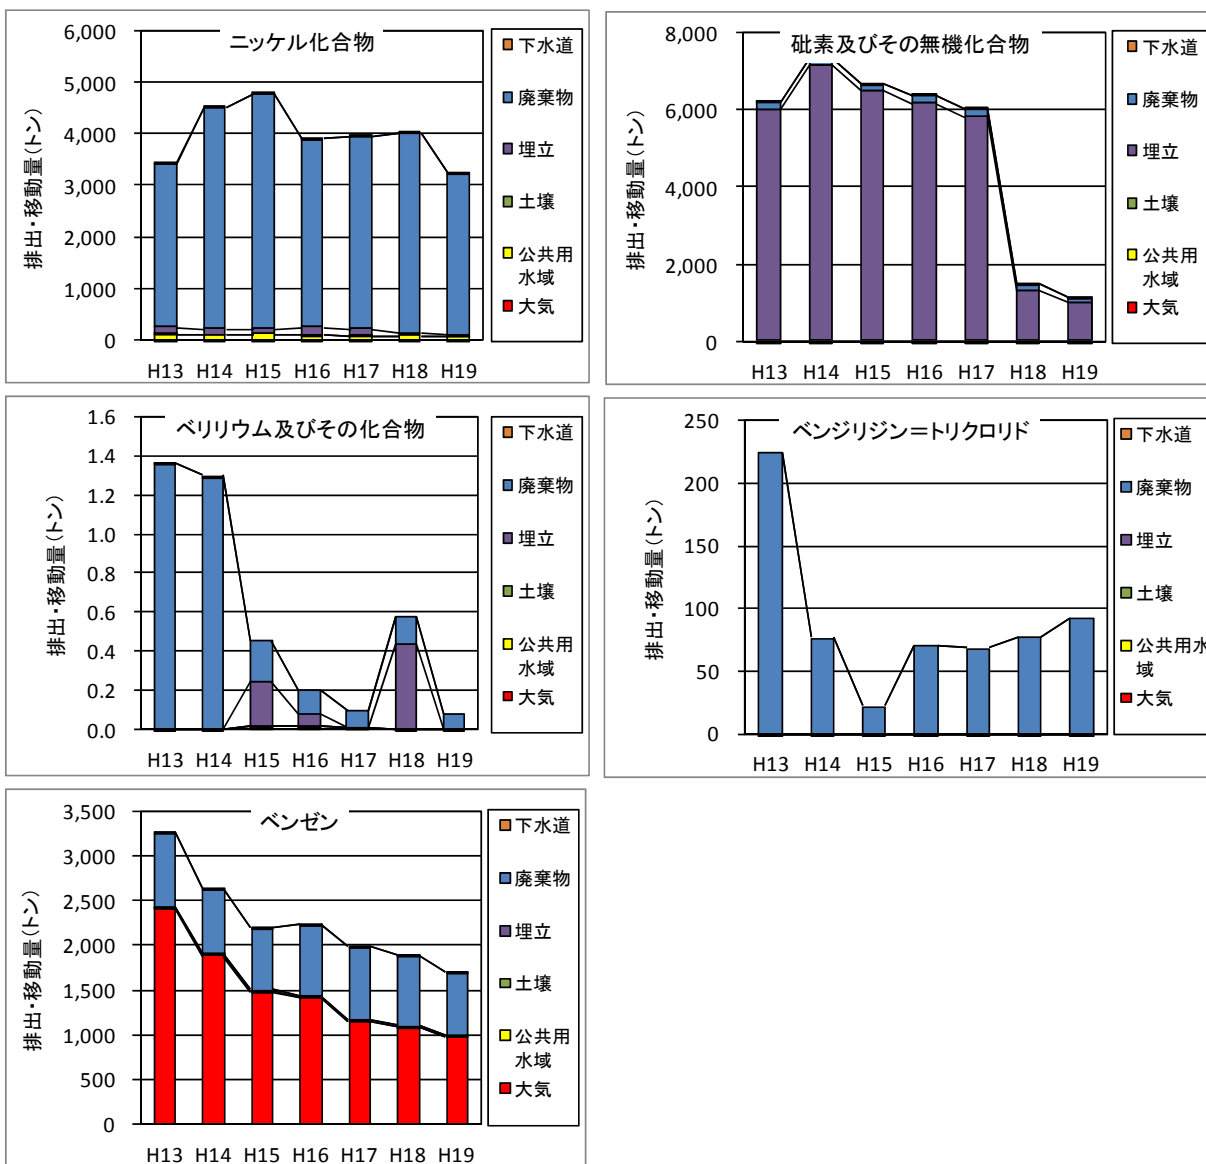 ニッケル化合物
排出・移動量(トン)
6,000
5,000
4,000
3,000
2,000
1,000
0
H13 H14 H15 H16 H17 H18 H19
下水道
廃棄物
埋立
土壌
公共用
水域
大気
砒素及びその無機化合物
排出・移動量(トン)
8,000
6,000
4,000
2,000
0
H13 H14 H15 H16 H17 H18 H19
下水道
廃棄物
埋立
土壌
公共用
水域
大気
ベリリウム及びその化合物
排出・移動量(トン)
1.6
1.4
1.2
1.0
0.8
0.6
0.4
0.2
0.0
H13 H14 H15 H16 H17 H18 H19
下水道
廃棄物
埋立
土壌
公共用
水域
大気
ベンジリジン=トリクロリド
排出・移動量(トン)
250
200
150
100
50
0
H13 H14 H15 H16 H17 H18 H19
下水道
廃棄物
埋立
土壌
公共用水
域
大気
ベンゼン
排出・移動量(トン)
3,500
3,000
2,500
2,000
1,500
1,000
500
0
H13 H14 H15 H16 H17 H18 H19
下水道
廃棄物
埋立
土壌
公共用
水域
大気